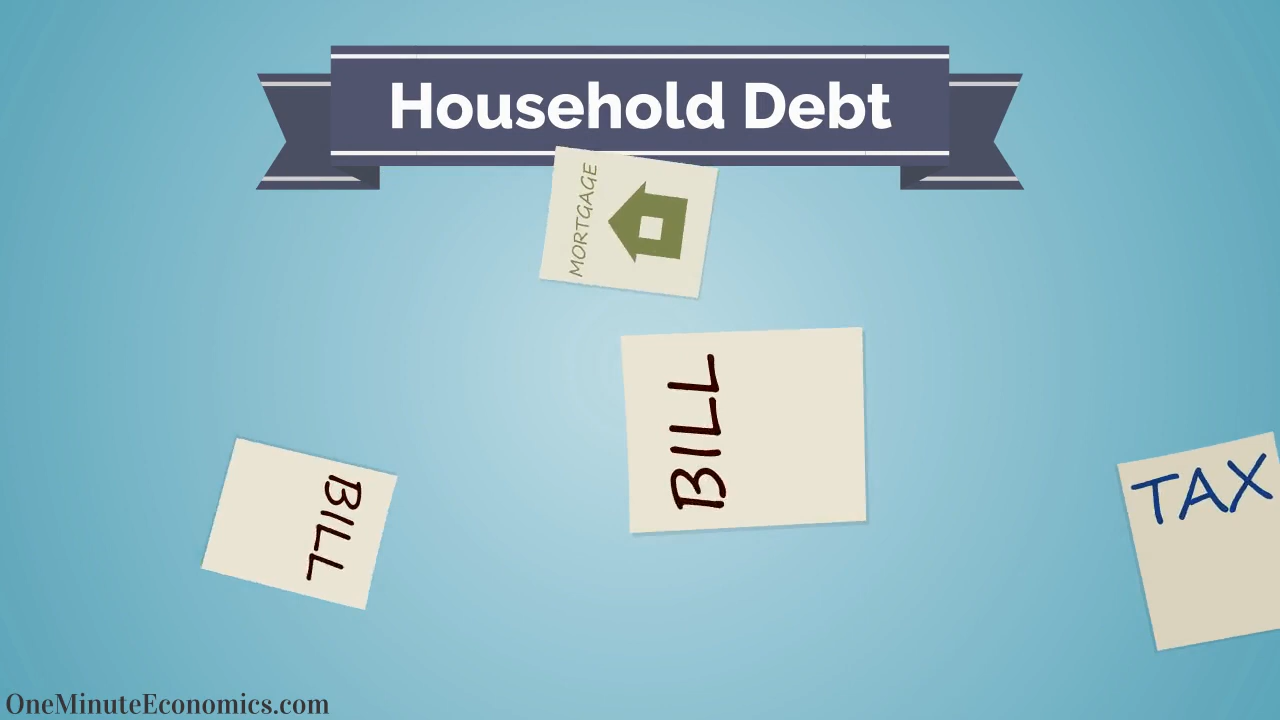 Household Debt
MORTGAGE
BILL
BILL
TAX
OneMinuteEconomics.com